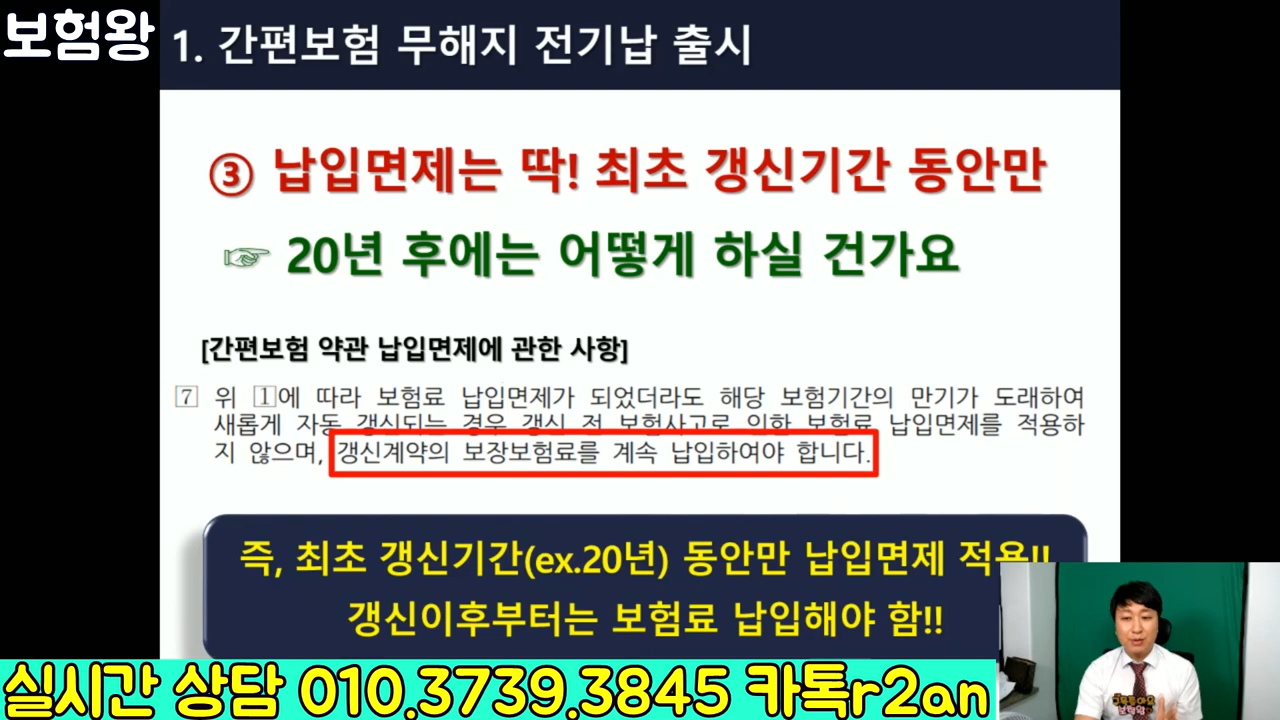 보험왕
1. 간편보험 무해지 전기납 출시
③ 납입면제는 딱! 최초 갱신기간 동안만
☞ 20년 후에는 어떻게 하실 건가요
[간편보험 약관 납입면제에 관한 사항]
7 위 1에 따라 보험료 납입면제가 되었더라도 해당 보험기간의 만기가 도래하여
새롭게 자동 갱신되는 경우 갱신 전 보험사고로 인한 보험료 납입면제를 적용하
지 않으며, 갱신계약의 보장보험료를 계속 납입하여야 합니다.
즉, 최초 갱신기간(ex.20년) 동안만 납입면제 적용!!
갱신이후부터는 보험료 납입해야 함!!
실시간 상담 010.3739.3845 카톡r2an